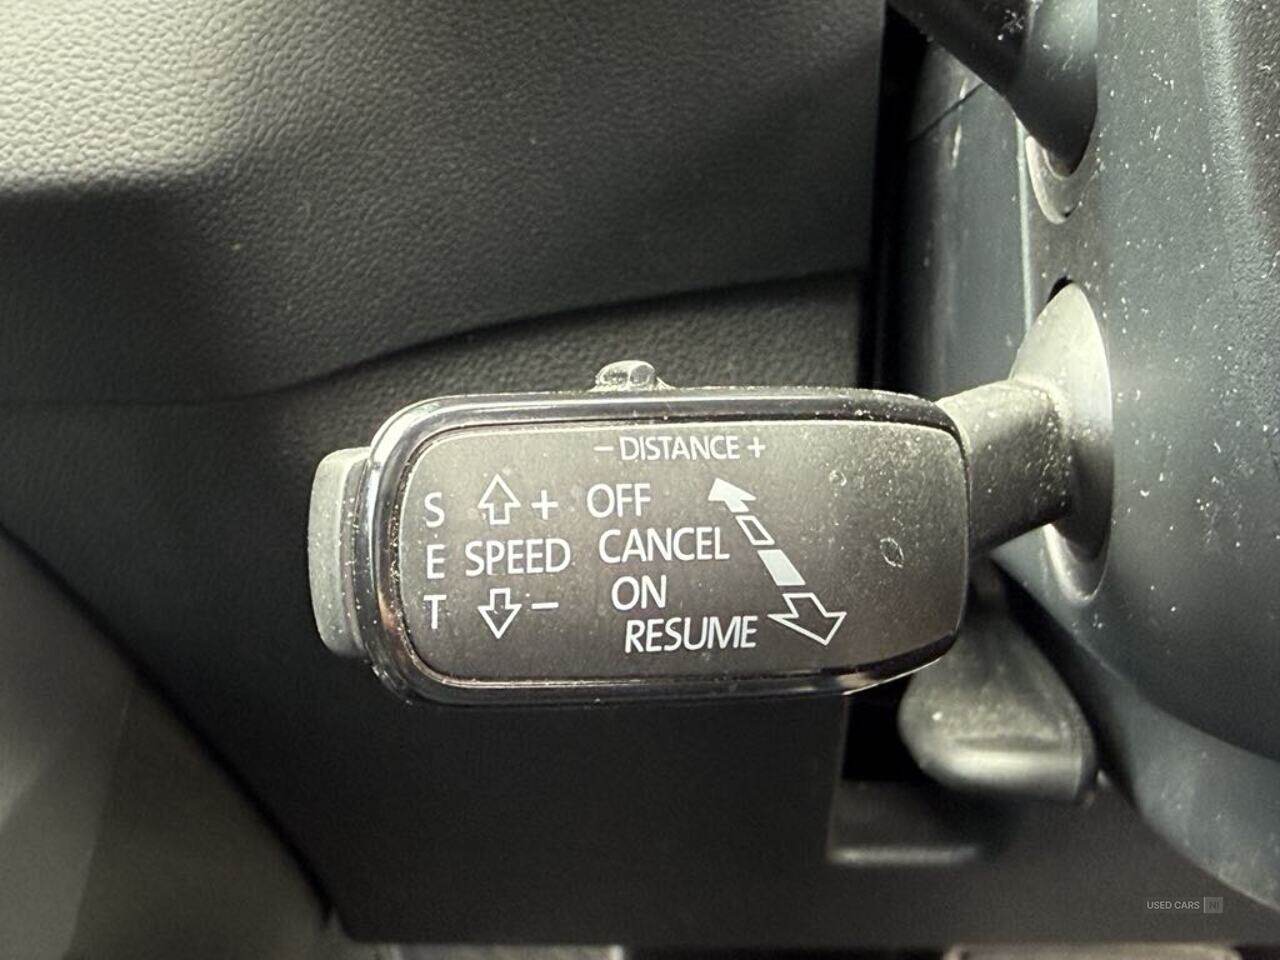 − DISTANCE +
S + OFF
E SPEED CANCEL
T − ON
RESUME
USED CARS NI